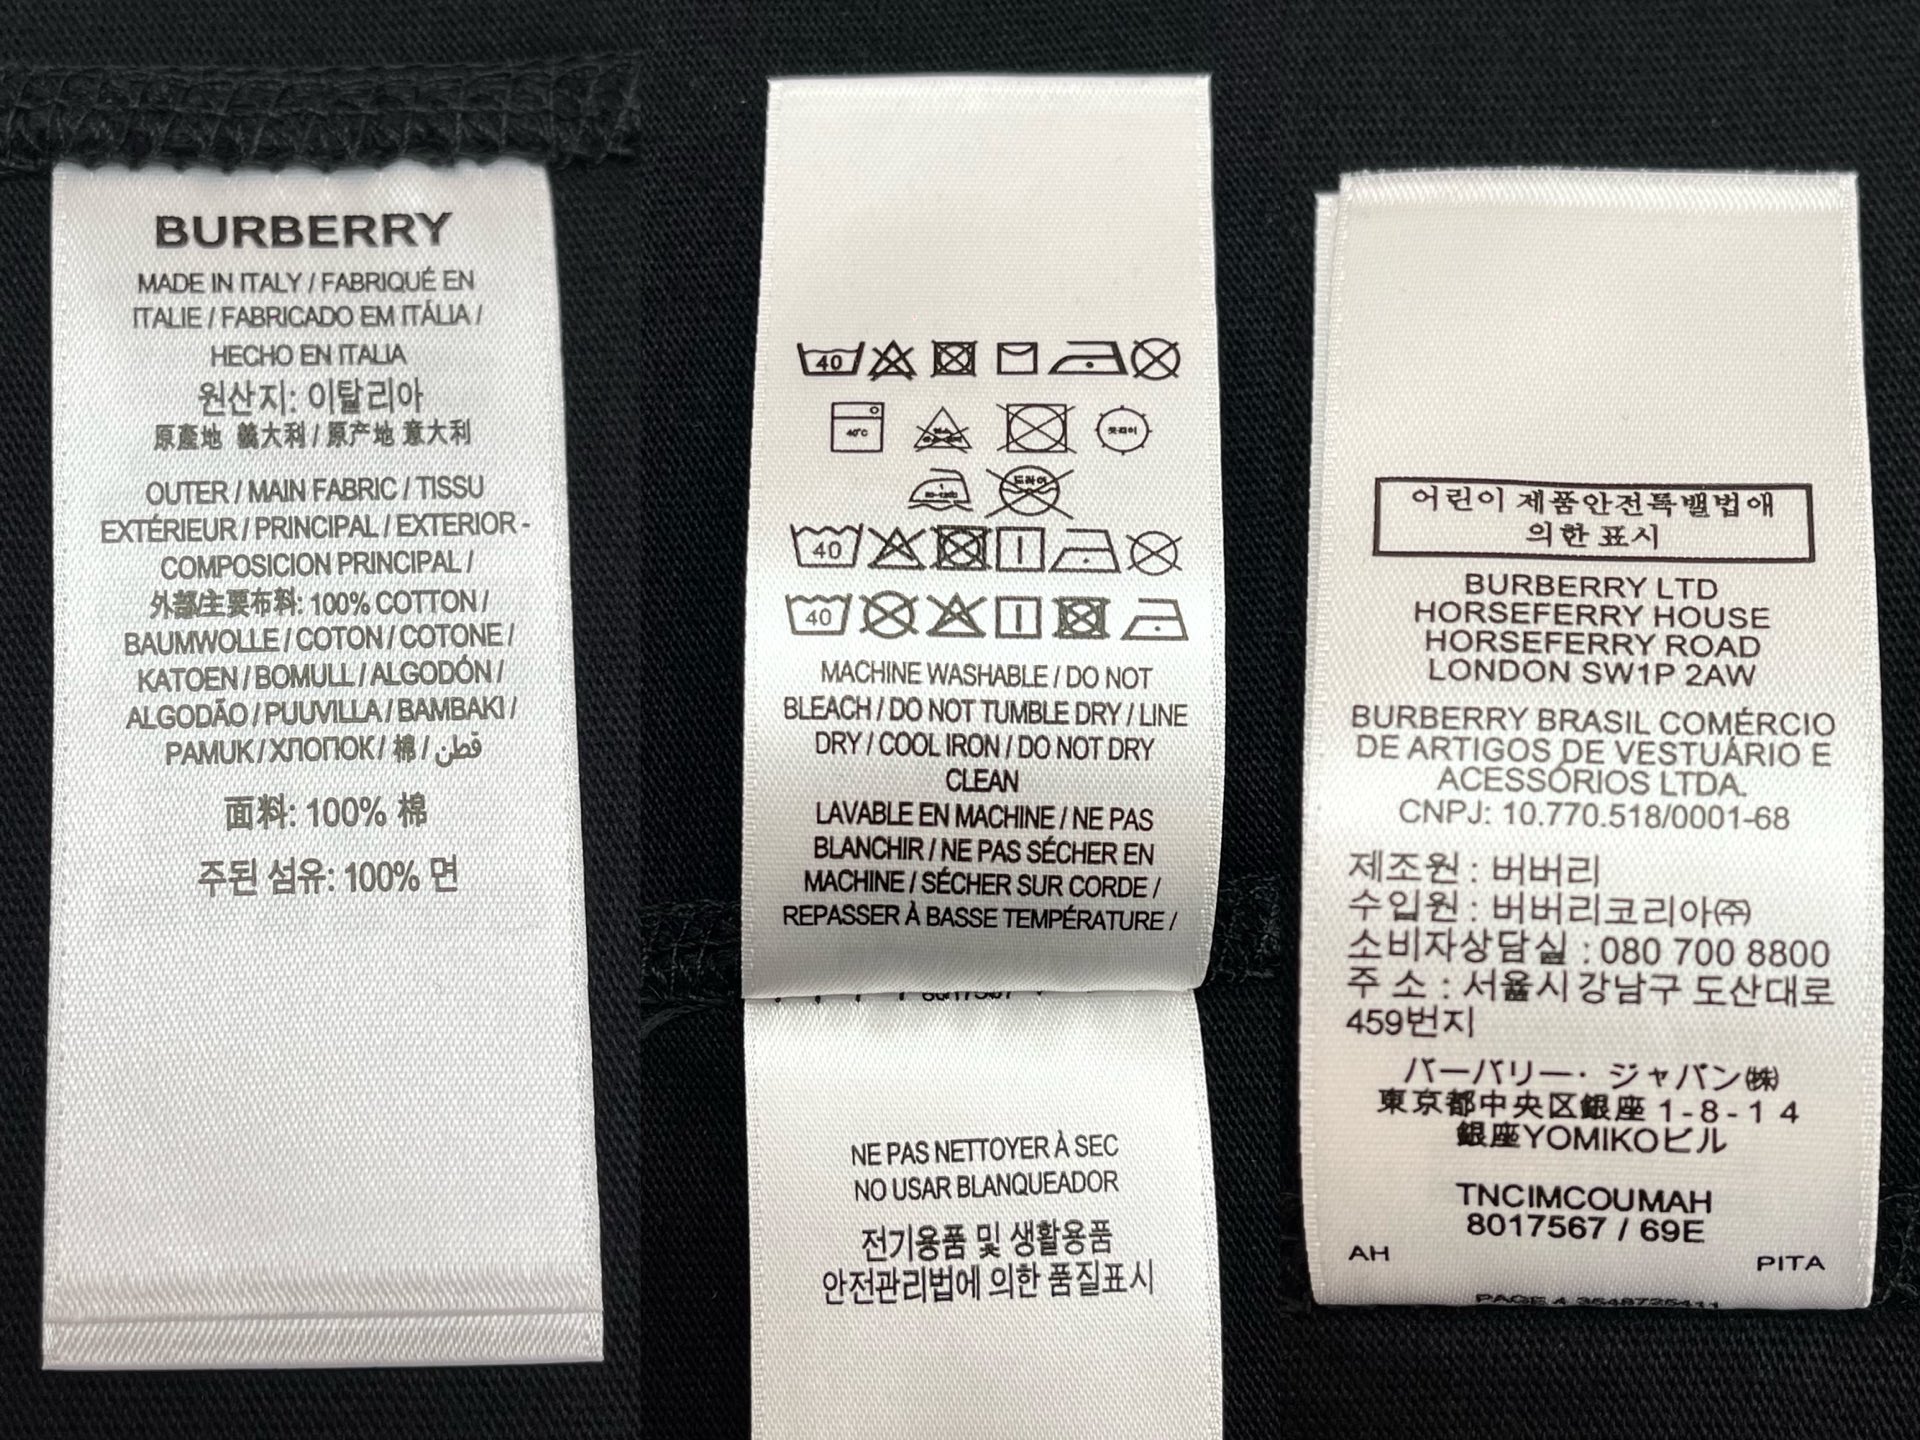 BURBERRY
MADE IN ITALY / FABRIQUÉ EN
ITALIE / FABRICADO EM ITÁLIA /
HECHO EN ITALIA
원산지: 이탈리아
原產地 義大利 / 原产地 意大利
OUTER / MAIN FABRIC / TISSU
EXTÉRIEUR / PRINCIPAL / EXTERIOR -
COMPOSICION PRINCIPAL /
外部/主要布料: 100% COTTON /
BAUMWOLLE / COTON / COTONE /
KATOEN / BOMULL / ALGODÓN /
ALGODÃO / PUUVILLA / BAMBAKI /
PAMUK / ХЛОПОК / 棉 / قطن
面料: 100% 棉
주된 섬유: 100% 면
40
40°C
40
40
MACHINE WASHABLE / DO NOT
BLEACH / DO NOT TUMBLE DRY / LINE
DRY / COOL IRON / DO NOT DRY
CLEAN
LAVABLE EN MACHINE / NE PAS
BLANCHIR / NE PAS SÉCHER EN
MACHINE / SÉCHER SUR CORDE /
REPASSER À BASSE TEMPÉRATURE /
NE PAS NETTOYER À SEC
NO USAR BLANQUEADOR
전기용품 및 생활용품
안전관리법에 의한 품질표시
어린이 제품안전특밸법애
의한 표시
BURBERRY LTD
HORSEFERRY HOUSE
HORSEFERRY ROAD
LONDON SW1P 2AW
BURBERRY BRASIL COMÉRCIO
DE ARTIGOS DE VESTUÁRIO E
ACESSÓRIOS LTDA.
CNPJ: 10.770.518/0001-68
제조원 : 버버리
수입원 : 버버리코리아㈜
소비자상담실 : 080 700 8800
주 소 : 서울시 강남구 도산대로
459번지
バーバリー・ジャパン㈱
東京都中央区銀座 1-8-1 4
銀座YOMIKOビル
TNCIMCOUMAH
8017567 / 69E
AH PITA